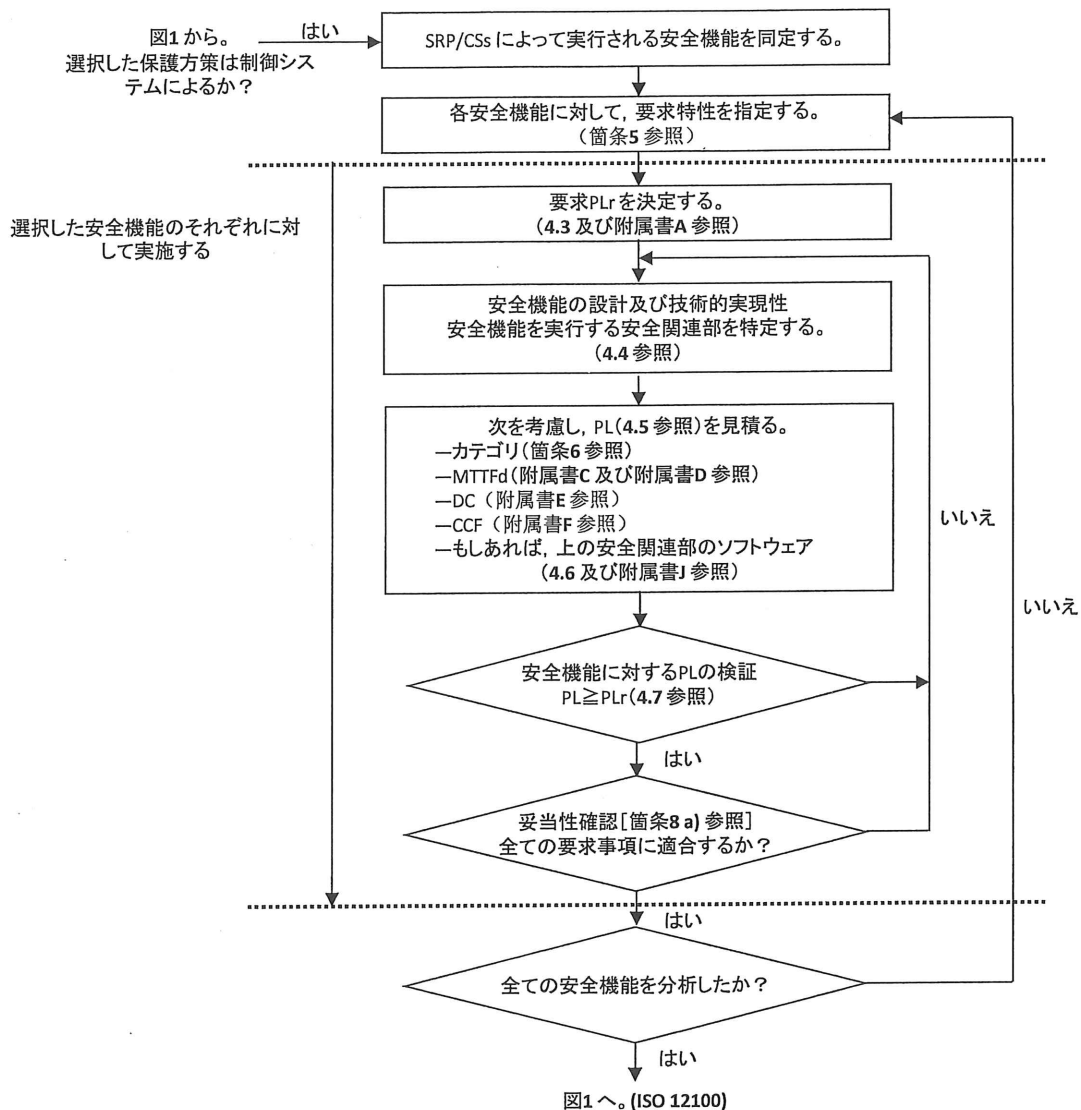 図1 から。
選択した保護方策は制御シス
テムによるか？
はい
SRP/CSs によって実行される安全機能を同定する。
各安全機能に対して，要求特性を指定する。
（箇条5 参照）
選択した安全機能のそれぞれに対
して実施する
要求PLr を決定する。
(4.3 及び附属書A 参照)
安全機能の設計及び技術的実現性
安全機能を実行する安全関連部を特定する。
(4.4 参照)
次を考慮し，PL(4.5 参照)を見積る。
—カテゴリ(箇条6 参照)
—MTTFd(附属書C 及び附属書D 参照)
—DC（附属書E 参照）
—CCF（附属書F 参照）
—もしあれば，上の安全関連部のソフトウェア
(4.6 及び附属書J 参照)
いいえ
いいえ
安全機能に対するPLの検証
PL≧PLr(4.7 参照)
はい
妥当性確認[箇条8 a) 参照]
全ての要求事項に適合するか？
はい
全ての安全機能を分析したか？
はい
図1 へ。(ISO 12100)